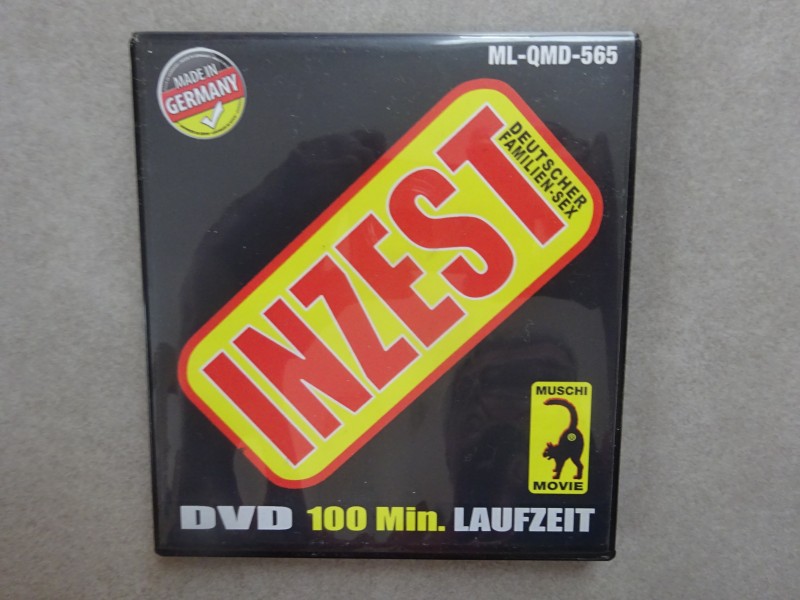 ML-QMD-565
MADE IN
GERMANY
DEUTSCHER
FAMILIEN-SEX
INZEST
MUSCHI
MOVIE
DVD 100 Min. LAUFZEIT